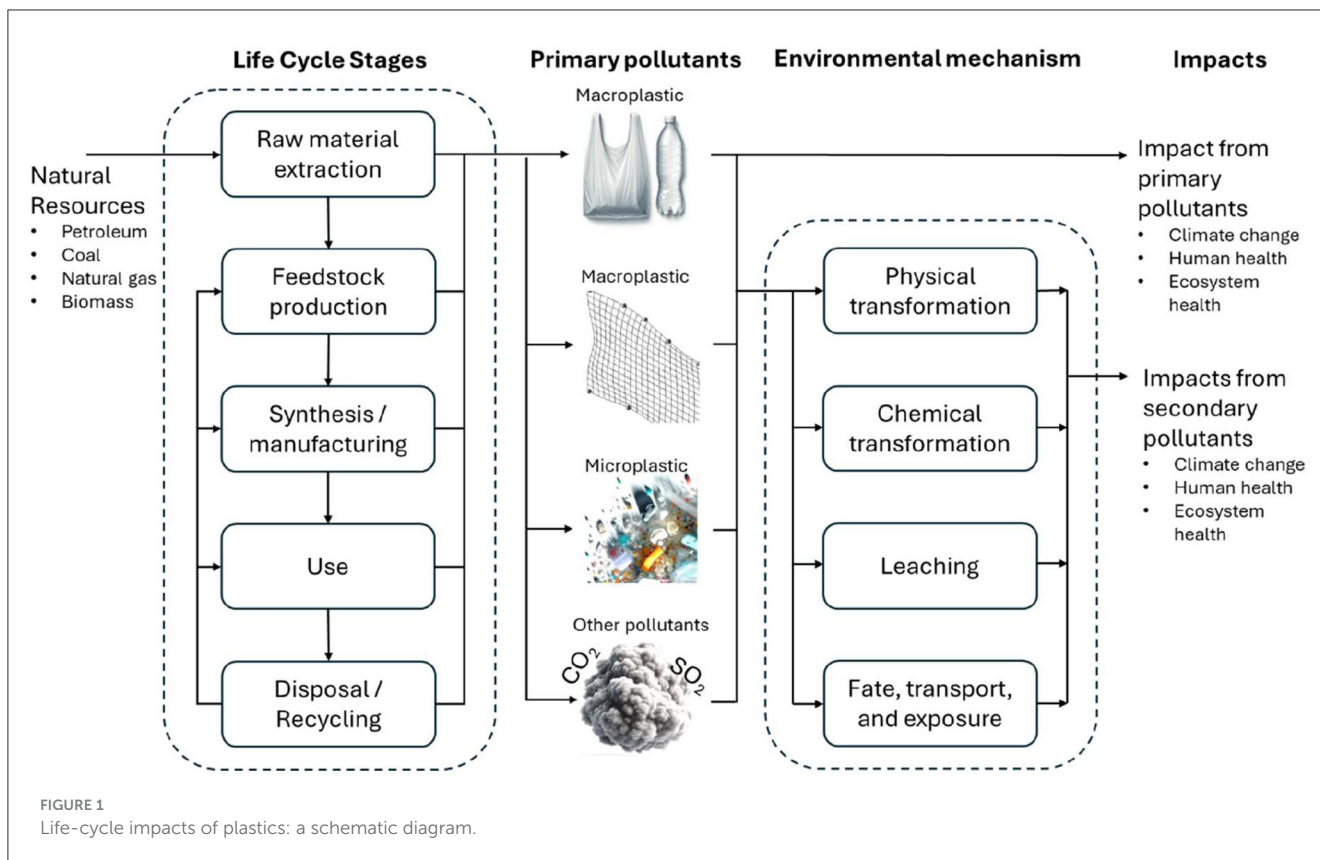 Life Cycle Stages
Primary pollutants
Environmental mechanism
Impacts
Natural
Resources
• Petroleum
• Coal
• Natural gas
• Biomass
Raw material
extraction
Feedstock
production
Synthesis /
manufacturing
Use
Disposal /
Recycling
Macroplastic
Macroplastic
Microplastic
Other pollutants
CO₂
SO₂
Physical
transformation
Chemical
transformation
Leaching
Fate, transport,
and exposure
Impact from
primary
pollutants
• Climate change
• Human health
• Ecosystem
health
Impacts from
secondary
pollutants
• Climate change
• Human health
• Ecosystem
health
FIGURE 1
Life-cycle impacts of plastics: a schematic diagram.